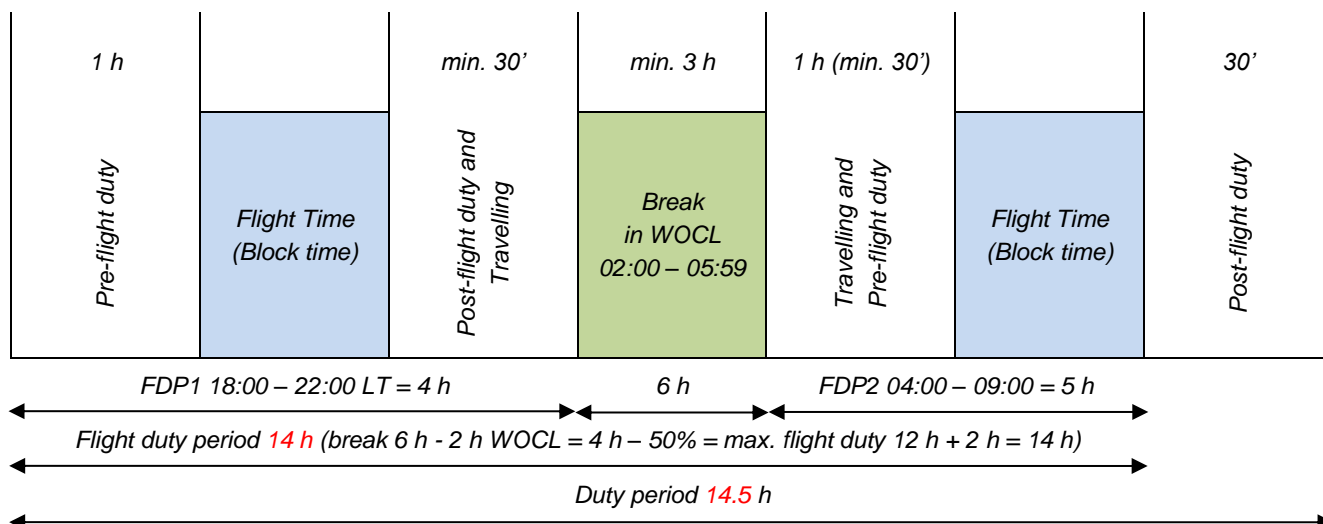 1 h
min. 30’
min. 3 h
1 h (min. 30’)
30’
Pre-flight duty
Flight Time
(Block time)
Post-flight duty and
Travelling
Break
in WOCL
02:00 – 05:59
Travelling and
Pre-flight duty
Flight Time
(Block time)
Post-flight duty
FDP1 18:00 – 22:00 LT = 4 h
6 h
FDP2 04:00 – 09:00 = 5 h
Flight duty period 14 h (break 6 h - 2 h WOCL = 4 h – 50% = max. flight duty 12 h + 2 h = 14 h)
Duty period 14.5 h